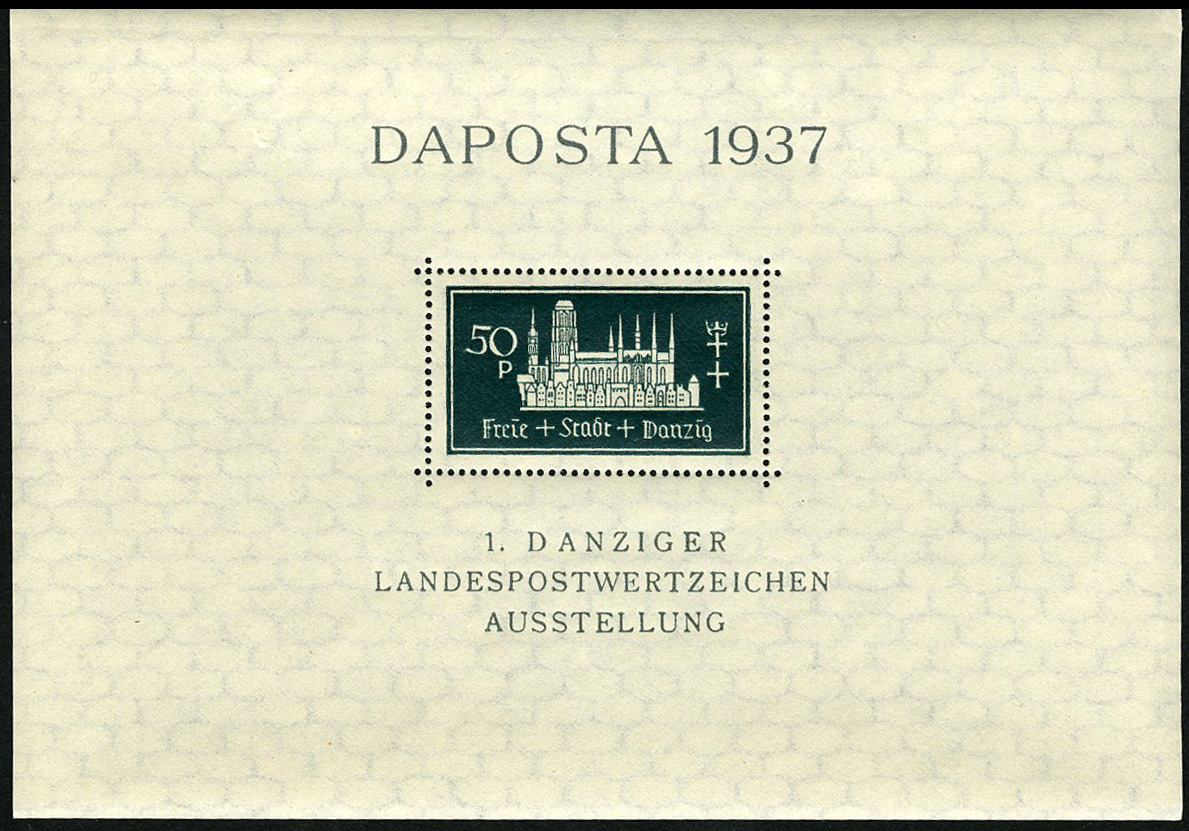 DAPOSTA 1937
50
p
Freie + Stadt + Danzig
1. DANZIGER
LANDESPOSTWERTZEICHEN
AUSSTELLUNG